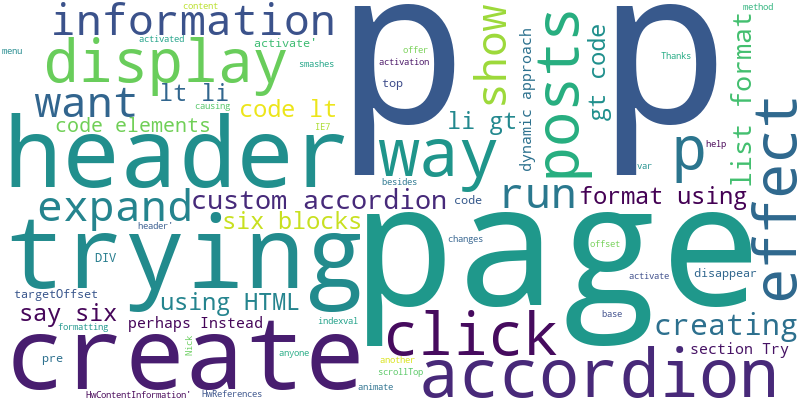 content
information
p p
show
posts
method
menu
activated
activate'
offer
activation
smashes
display
top
Thanks
dynamic approach
gt code
list format
want
lt li
causing
code lt
IE7
code elements
li gt
header
way
p
help
var
effect
besides
expand
custom accordion
code
run
format using
six blocks
header'
trying
page
changes
offset
DIV
disappear
activate
targetOffset
using HTML
say six
perhaps Instead
indexval
base
formatting
click
creating
create
Nick
anyone
section Try
pre
another
scrollTop
accordion
animate
HwContentInformation'
HwReferences